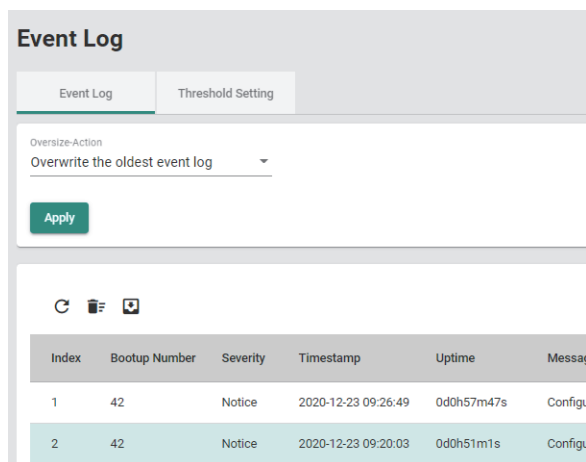 Event Log
Event Log Threshold Setting
Oversize-Action
Overwrite the oldest event log
Apply
Index Bootup Number Severity Timestamp Uptime
1 42 Notice 2020-12-23 09:26:49 0d0h57m47s
2 42 Notice 2020-12-23 09:20:03 0d0h51m1s